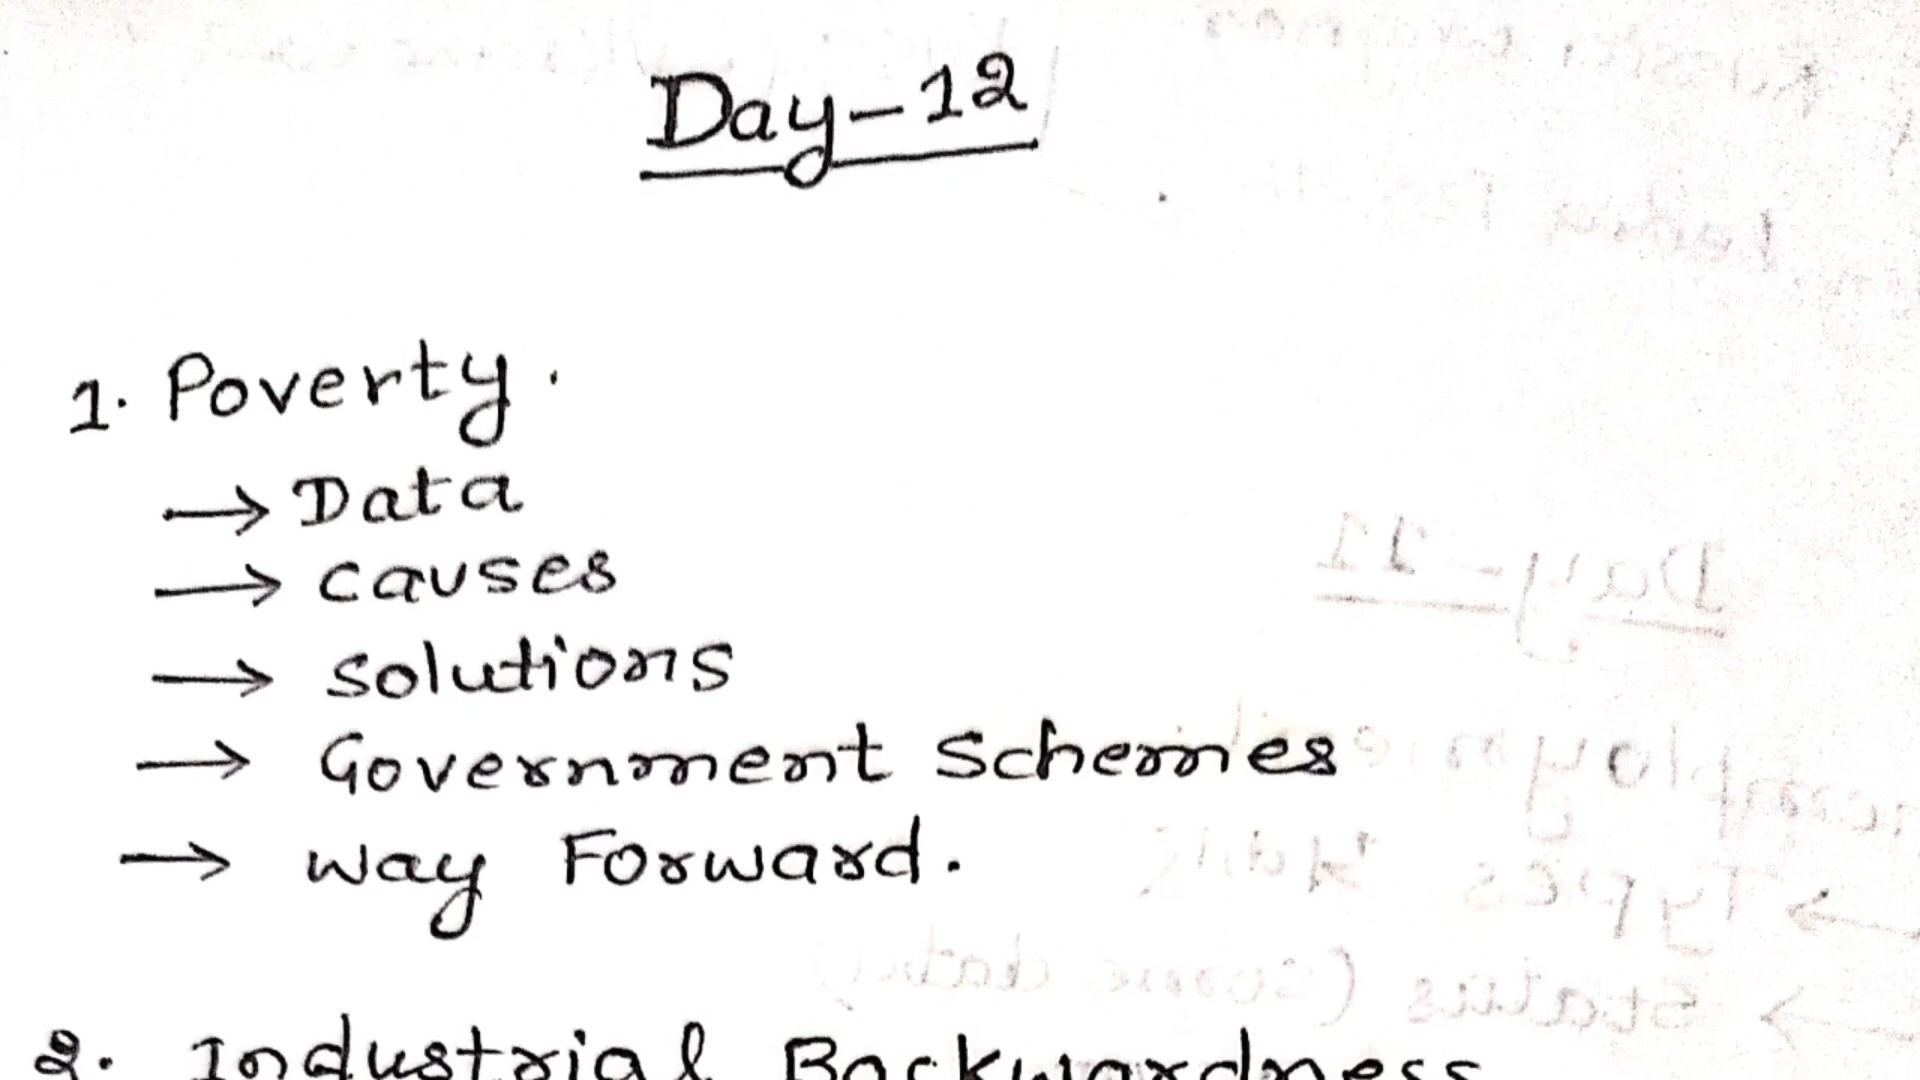 Day-12
1. Poverty.
→ Data
→ causes
→ solutions
→ Government Schemes
→ way Forward.
2. Industrial Backwardness